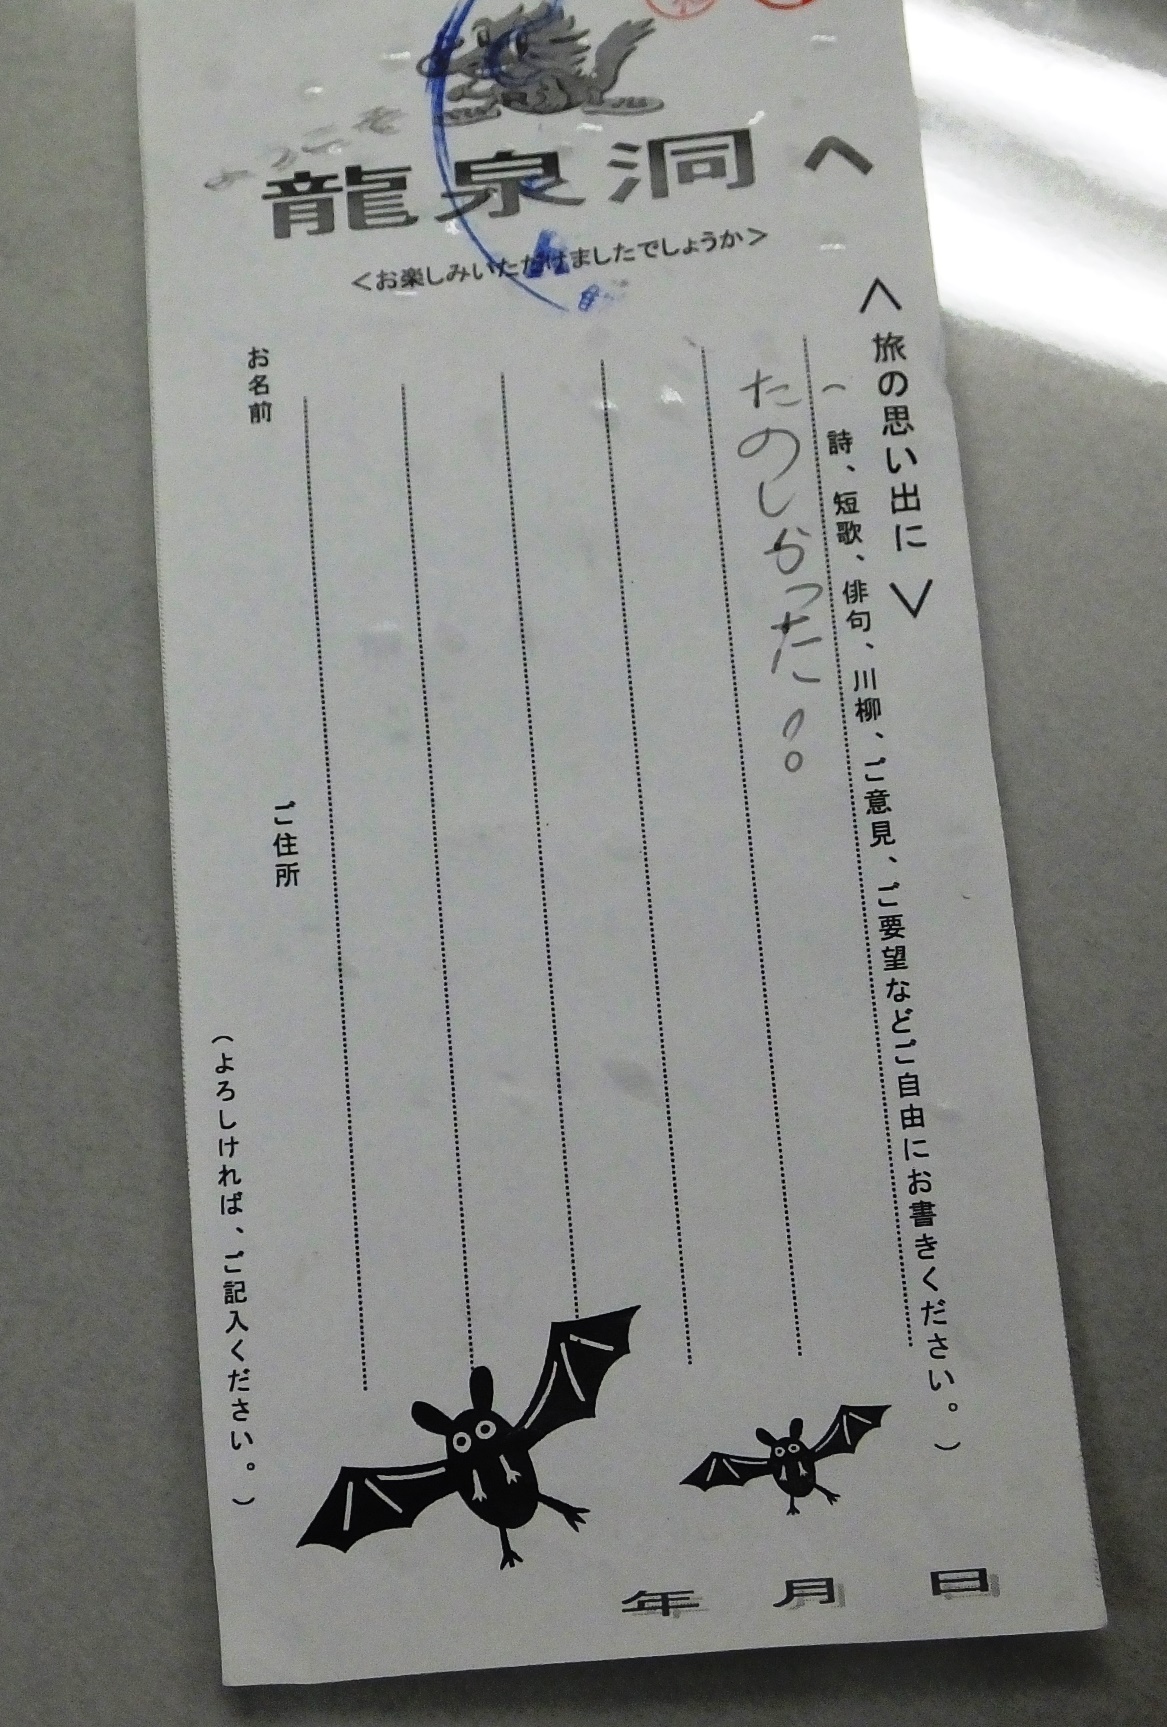 ようこそ
龍泉洞へ
<お楽しみいただけましたでしょうか>
<旅の思い出に>
(詩、短歌、俳句、川柳、ご意見、ご要望などご自由にお書きください。)
たのしかった!。
お名前
ご住所
(よろしければ、ご記入ください。)
年 月 日